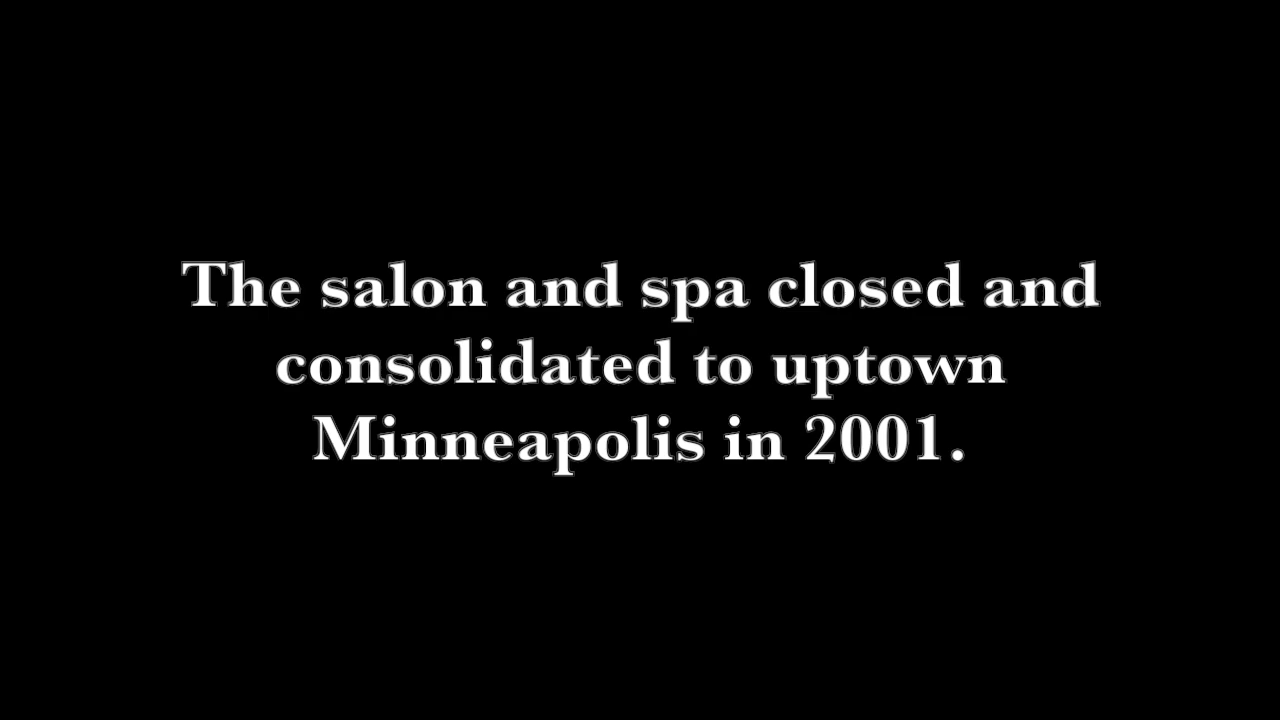 The salon and spa closed and
consolidated to uptown
Minneapolis in 2001.